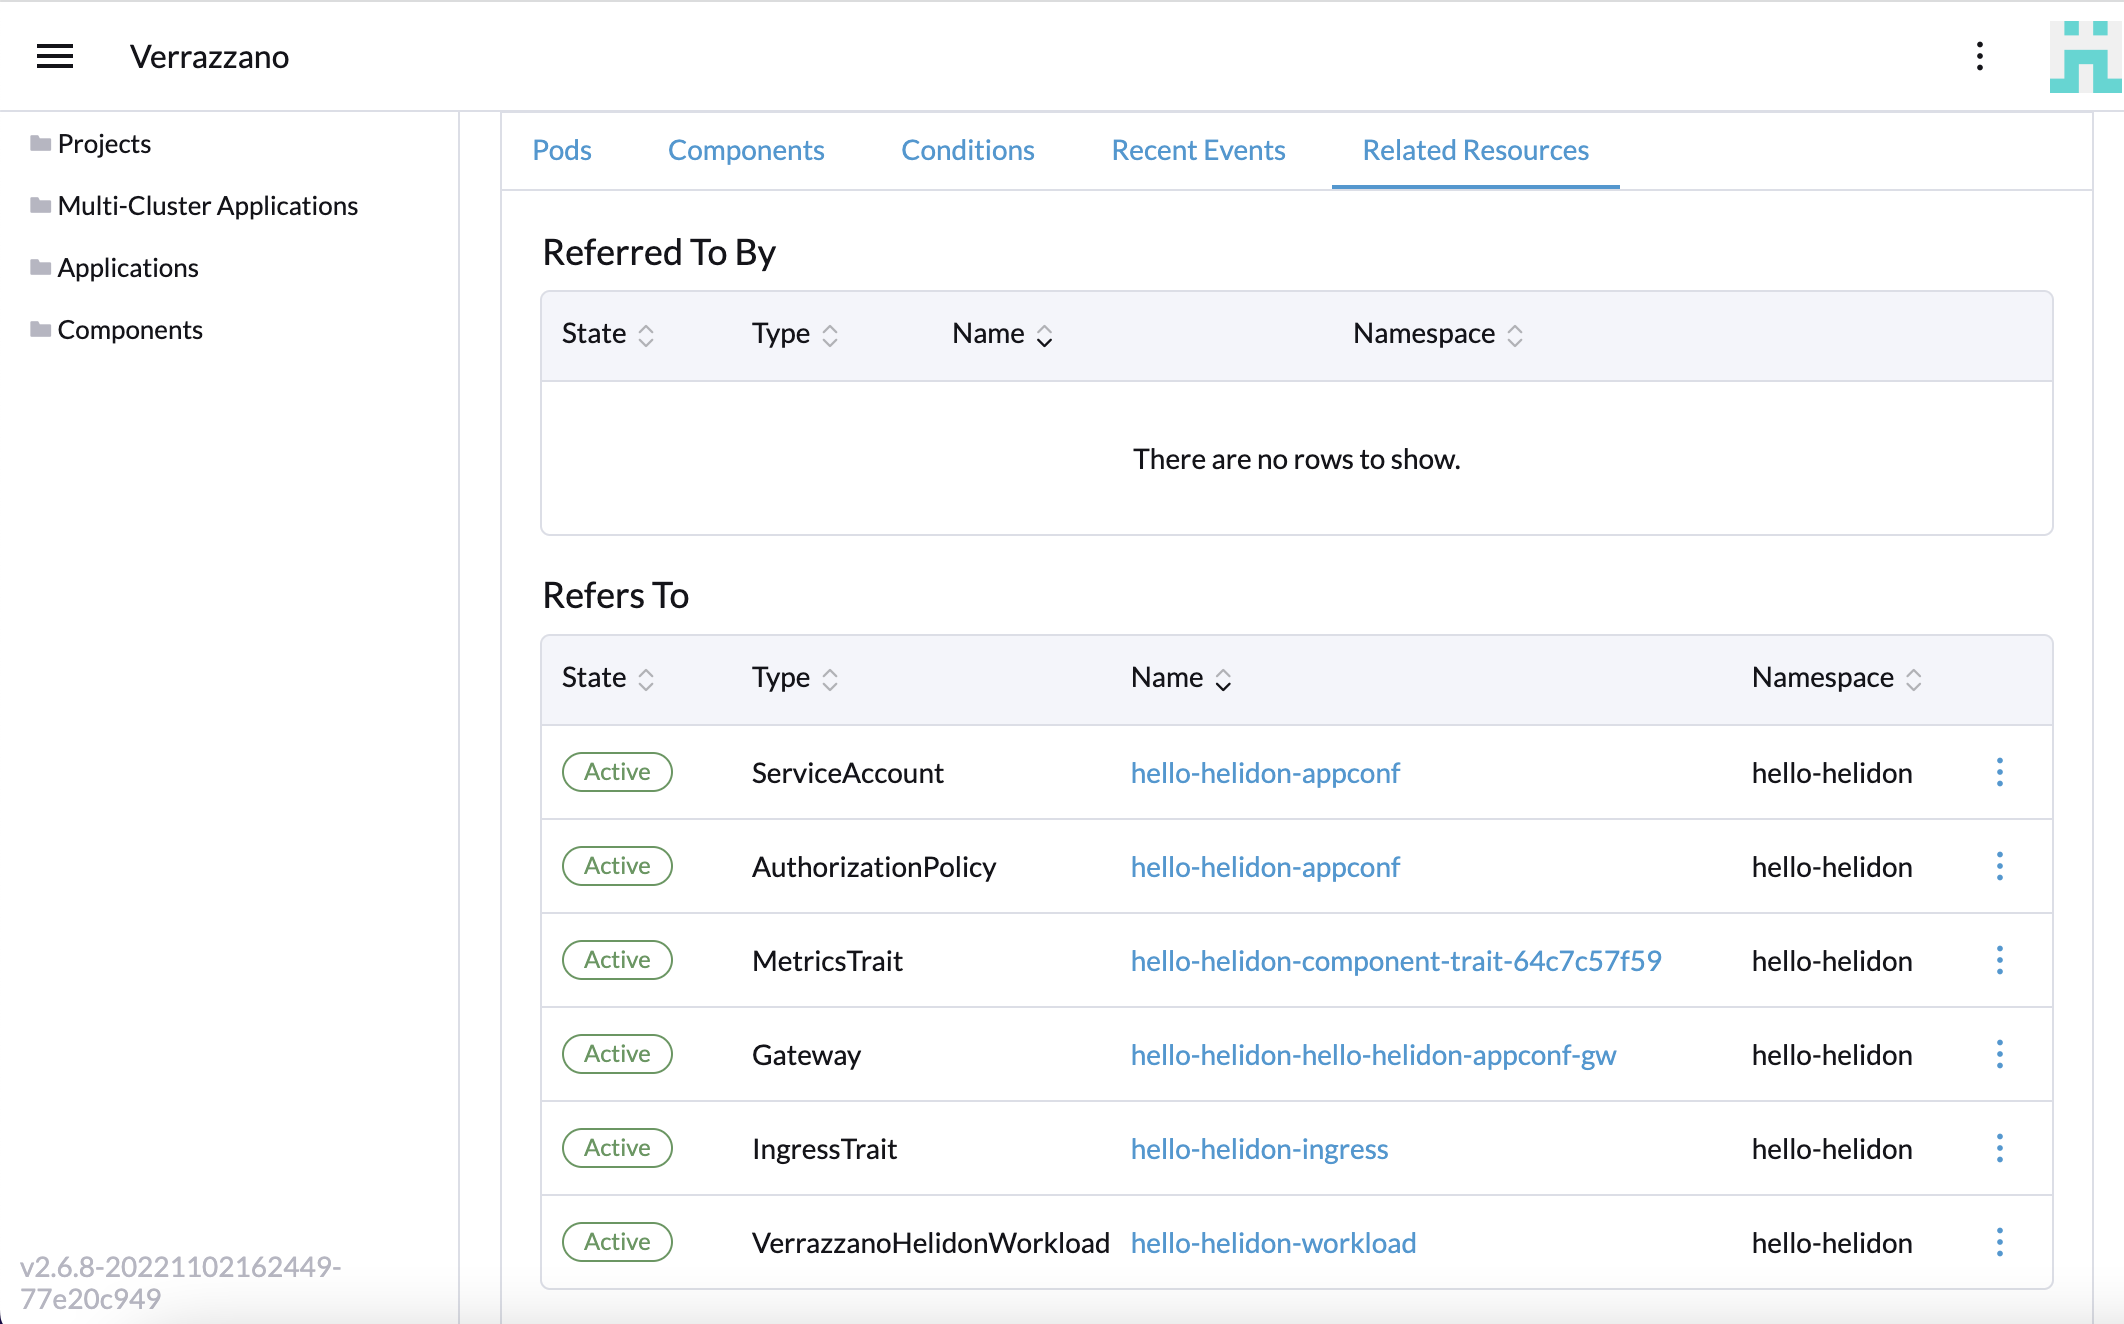 Verrazzano
Projects
Multi-Cluster Applications
Applications
Components
v2.6.8-20221102162449-
77e20c949
Pods Components Conditions Recent Events Related Resources
Referred To By
State Type Name Namespace
There are no rows to show.
Refers To
State Type Name Namespace
Active ServiceAccount hello-helidon-appconf hello-helidon
Active AuthorizationPolicy hello-helidon-appconf hello-helidon
Active MetricsTrait hello-helidon-component-trait-64c7c57f59 hello-helidon
Active Gateway hello-helidon-hello-helidon-appconf-gw hello-helidon
Active IngressTrait hello-helidon-ingress hello-helidon
Active VerrazzanoHelidonWorkload hello-helidon-workload hello-helidon